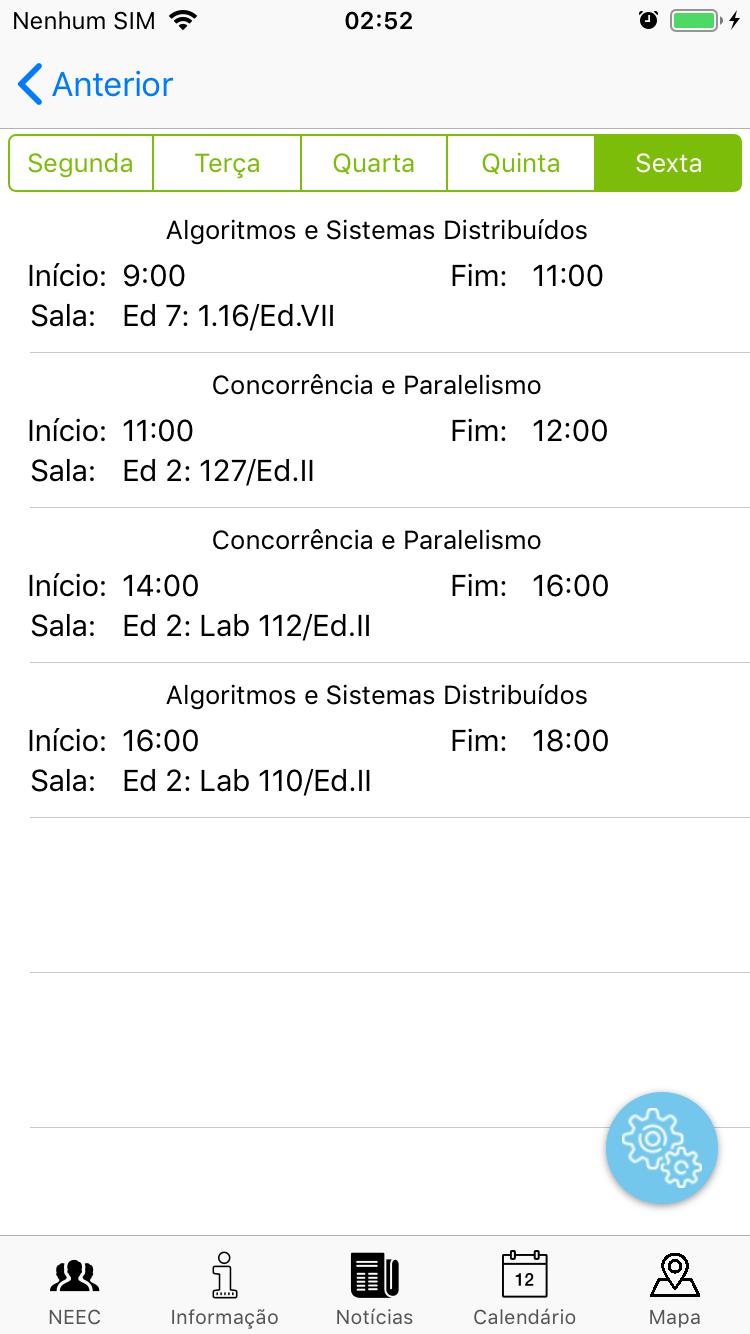 Nenhum SIM 02:52
Anterior
Segunda Terça Quarta Quinta Sexta
Algoritmos e Sistemas Distribuídos
Início: 9:00 Fim: 11:00
Sala: Ed 7: 1.16/Ed.VII
Concorrência e Paralelismo
Início: 11:00 Fim: 12:00
Sala: Ed 2: 127/Ed.II
Concorrência e Paralelismo
Início: 14:00 Fim: 16:00
Sala: Ed 2: Lab 112/Ed.II
Algoritmos e Sistemas Distribuídos
Início: 16:00 Fim: 18:00
Sala: Ed 2: Lab 110/Ed.II
12
NEEC Informação Notícias Calendário Mapa